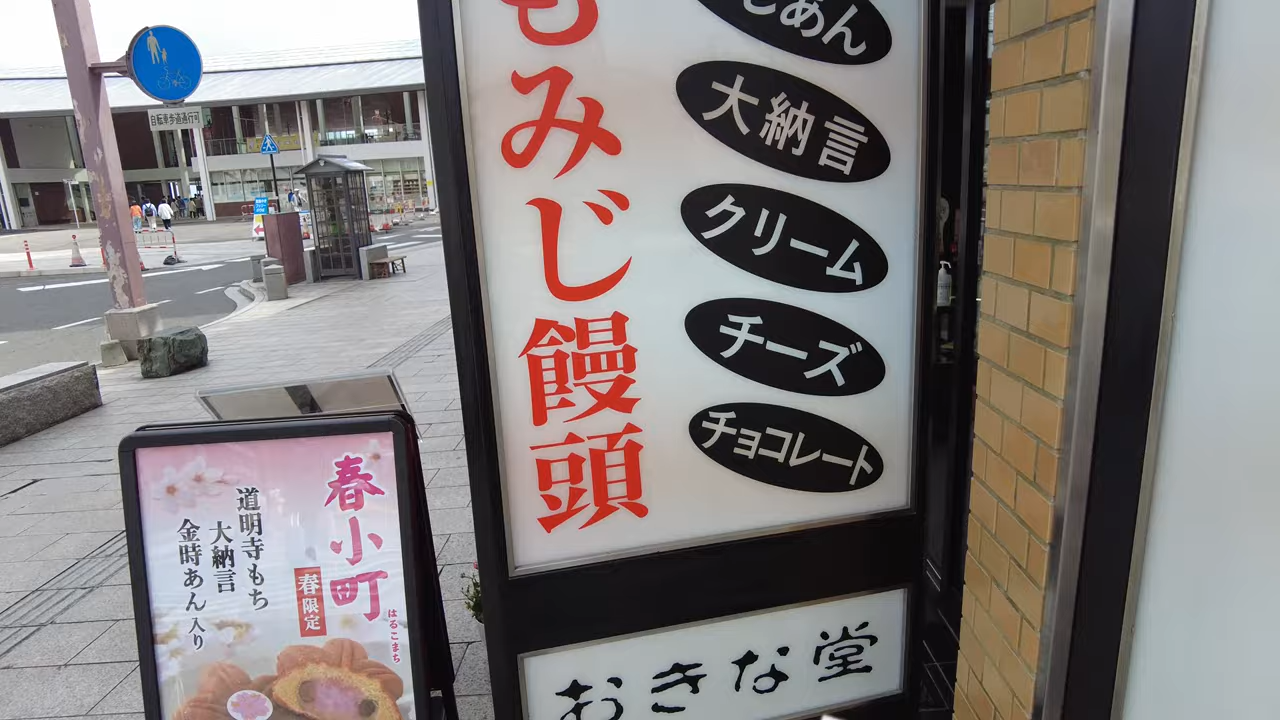 自転車歩道通行可
もみじ饅頭
しあん
大納言
クリーム
チーズ
チョコレート
おきな堂
春小町
はるこまち
春限定
道明寺もち
大納言
金時あん入り